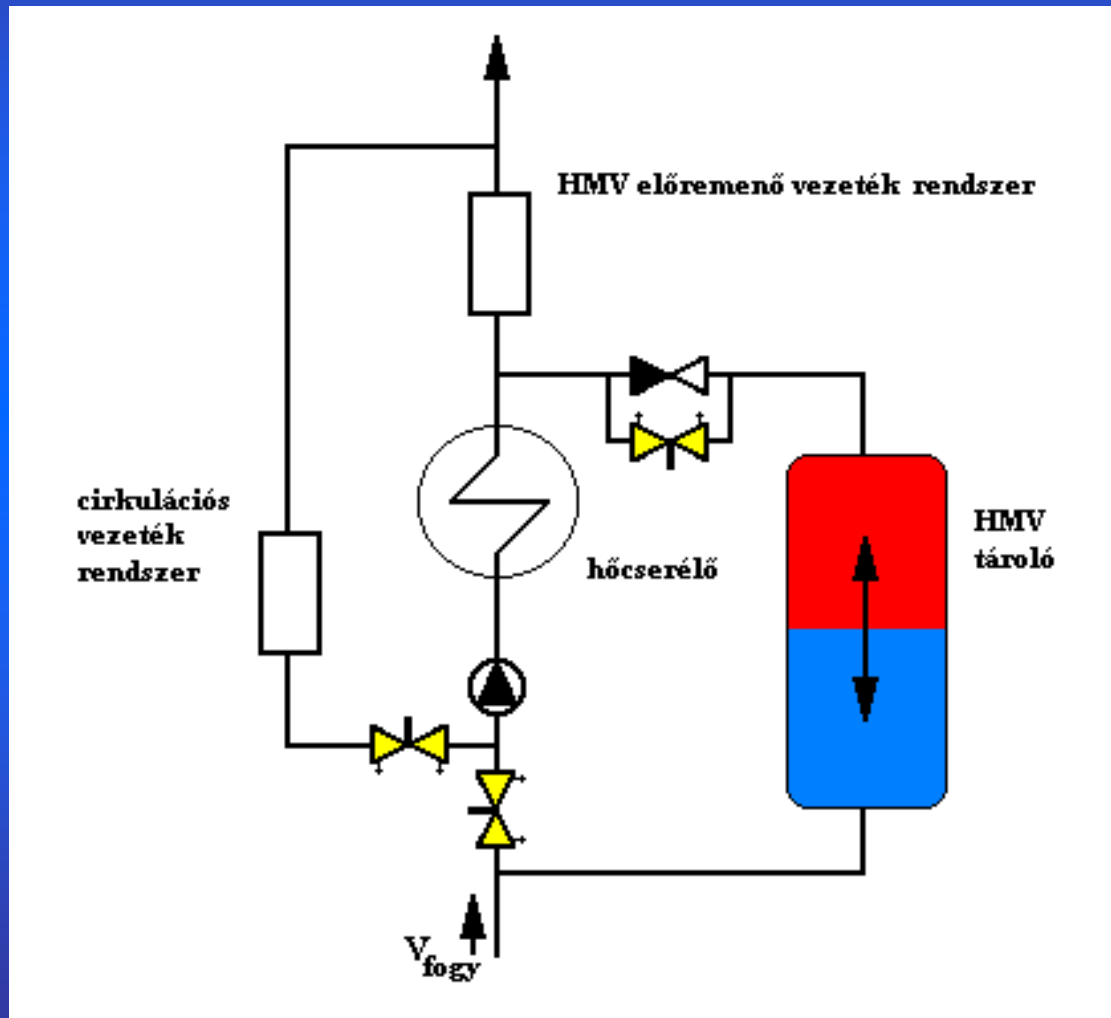 HMV előremenő vezeték rendszer
cirkulációs
vezeték
rendszer
hőcserélő
HMV
tároló
Vfogy